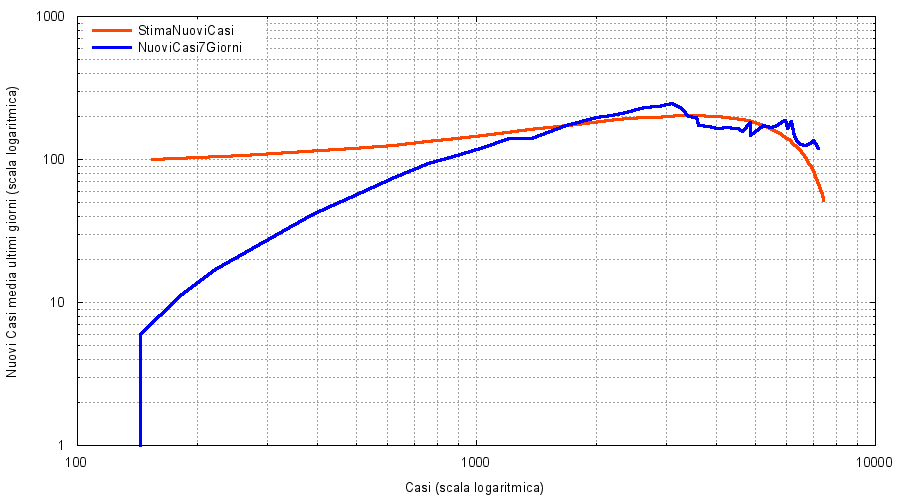 1000
StimaNuoviCasi
NuoviCasi7Giorni
100
10
1
Nuovi Casi media ultimi giorni (scala logaritmica)
100
1000
10000
Casi (scala logaritmica)